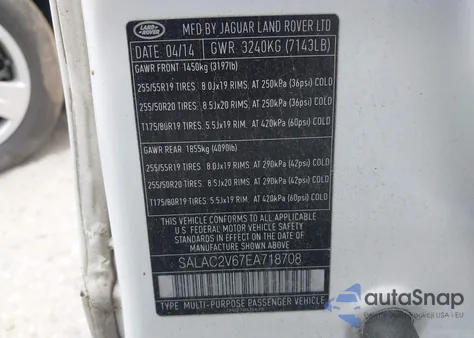 LAND ROVER
MFD BY JAGUAR LAND ROVER LTD
DATE 04/14 GWR: 3240KG (7143LB)
GAWR FRONT 1450kg (3197lb)
255/55R19 TIRES. 8.0Jx19 RIMS, AT 250kPa (36psi) COLD
255/50R20 TIRES. 8.5Jx20 RIMS, AT 250kPa (36psi) COLD
T175/80R19 TIRES. 5.5Jx19 RIM, AT 420kPa (60psi) COLD
GAWR REAR 1855kg (4090lb)
255/55R19 TIRES. 8.0Jx19 RIMS, AT 290kPa (42psi) COLD
255/50R20 TIRES. 8.5Jx20 RIMS, AT 290kPa (42psi) COLD
T175/80R19 TIRES. 5.5Jx19 RIM, AT 420kPa (60psi) COLD
THIS VEHICLE CONFORMS TO ALL APPLICABLE
U.S FEDERAL MOTOR VEHICLE SAFETY
STANDARDS IN EFFECT ON THE DATE OF
MANUFACTURE SHOWN ABOVE
SALAC2V67EA718708
TYPE: MULTI-PURPOSE PASSENGER VEHICLE
autoSnap